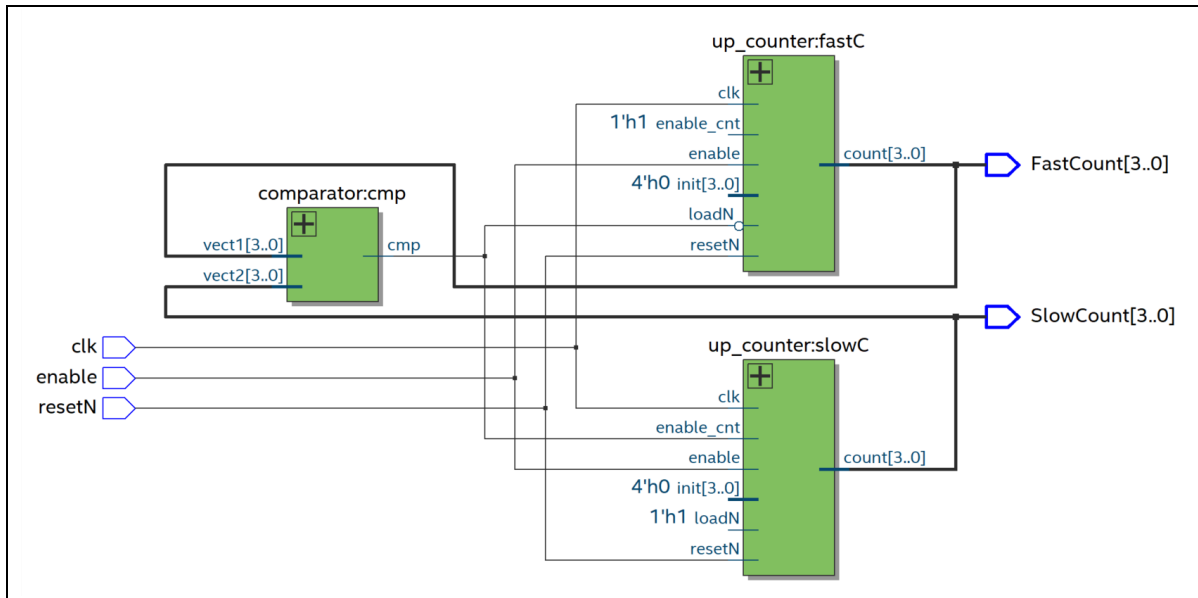 up_counter:fastC
clk
1'h1 enable_cnt
enable
4'h0 init[3..0]
loadN
resetN
count[3..0]
FastCount[3..0]
comparator:cmp
vect1[3..0]
vect2[3..0]
cmp
SlowCount[3..0]
clk
enable
resetN
up_counter:slowC
clk
enable_cnt
enable
4'h0 init[3..0]
1'h1 loadN
resetN
count[3..0]